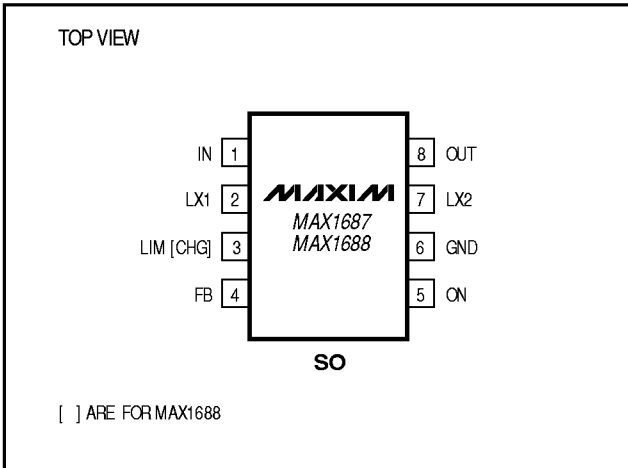 TOP VIEW
IN 1
8 OUT
LX1 2
MAXIM
7 LX2
MAX1687
LIM [CHG] 3
MAX1688
6 GND
FB 4
5 ON
SO
[ ] ARE FOR MAX1688